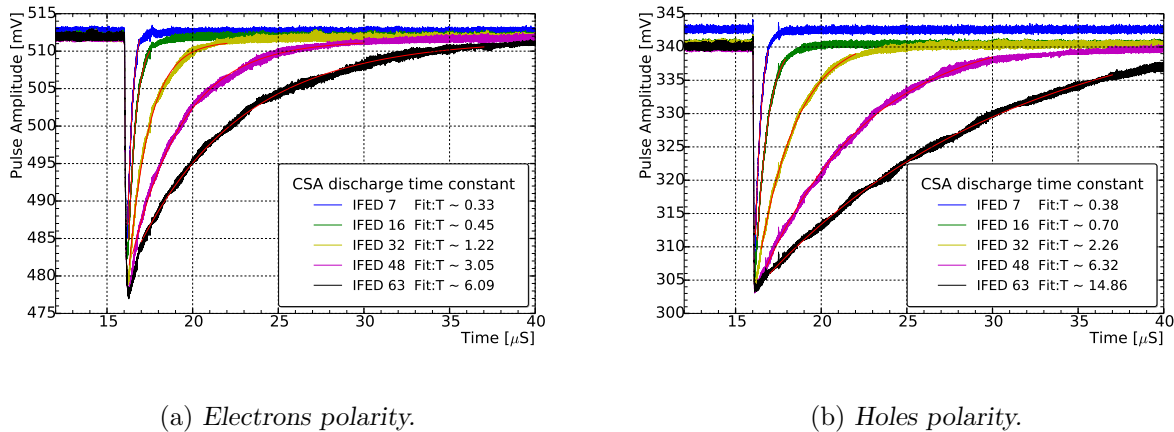 515
510
505
500
495
490
485
480
475
Pulse Amplitude [mV]
CSA discharge time constant
IFED 7 Fit:T ~ 0.33
IFED 16 Fit:T ~ 0.45
IFED 32 Fit:T ~ 1.22
IFED 48 Fit:T ~ 3.05
IFED 63 Fit:T ~ 6.09
15 20 25 30 35 40
Time [μS]
(a) Electrons polarity.
345
340
335
330
325
320
315
310
305
300
Pulse Amplitude [mV]
CSA discharge time constant
IFED 7 Fit:T ~ 0.38
IFED 16 Fit:T ~ 0.70
IFED 32 Fit:T ~ 2.26
IFED 48 Fit:T ~ 6.32
IFED 63 Fit:T ~ 14.86
15 20 25 30 35 40
Time [μS]
(b) Holes polarity.